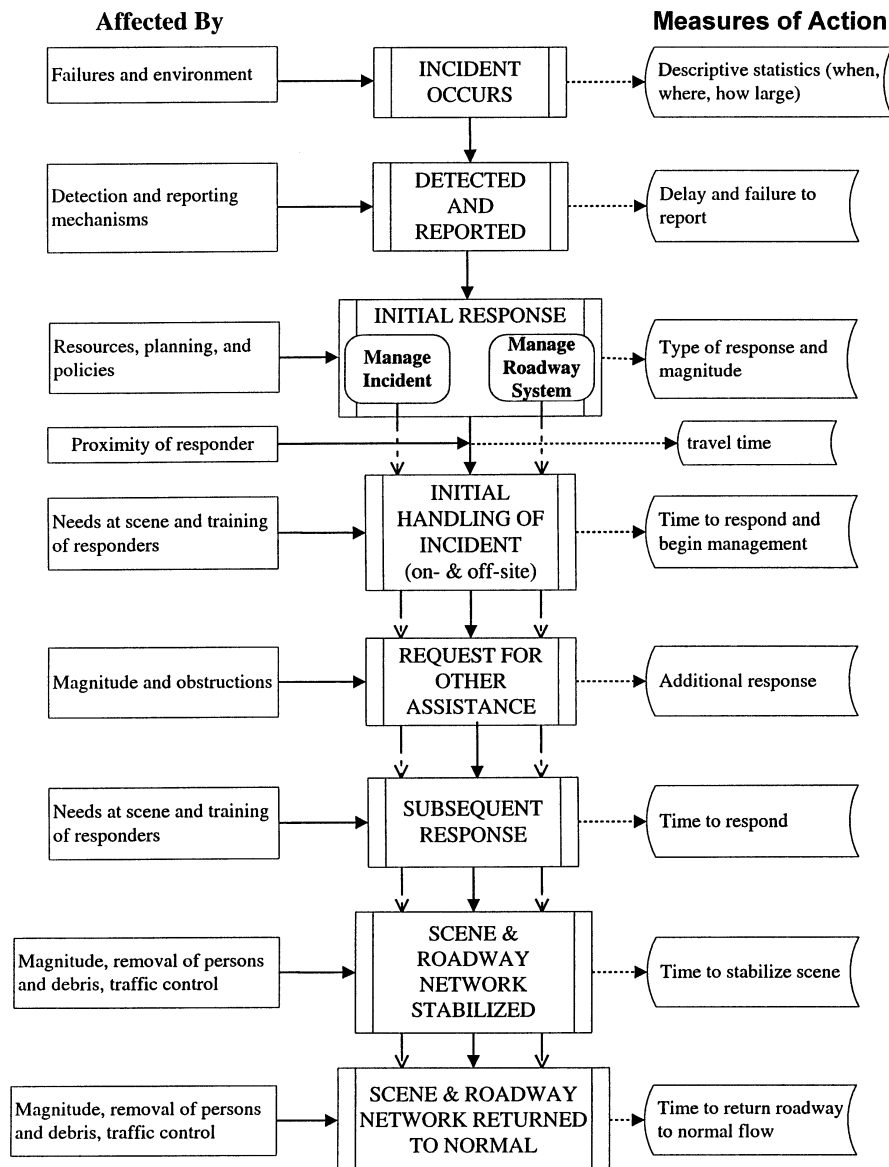 Affected By
Measures of Action
Failures and environment
INCIDENT
OCCURS
Descriptive statistics (when,
where, how large)
Detection and reporting
mechanisms
DETECTED
AND
REPORTED
Delay and failure to
report
Resources, planning, and
policies
INITIAL RESPONSE
Manage
Incident
Manage
Roadway
System
Type of response and
magnitude
Proximity of responder
travel time
Needs at scene and training
of responders
INITIAL
HANDLING OF
INCIDENT
(on- & off-site)
Time to respond and
begin management
Magnitude and obstructions
REQUEST FOR
OTHER
ASSISTANCE
Additional response
Needs at scene and training
of responders
SUBSEQUENT
RESPONSE
Time to respond
Magnitude, removal of persons
and debris, traffic control
SCENE &
ROADWAY
NETWORK
STABILIZED
Time to stabilize scene
Magnitude, removal of persons
and debris, traffic control
SCENE & ROADWAY
NETWORK RETURNED
TO NORMAL
Time to return roadway
to normal flow